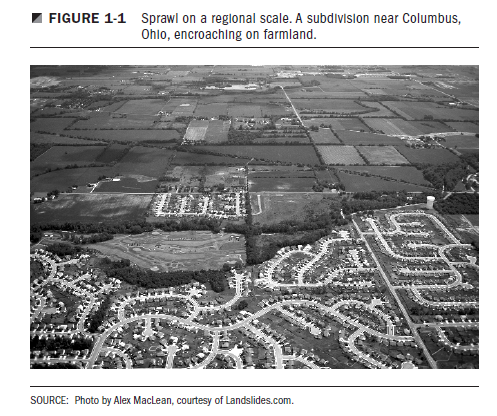 FIGURE 1-1 Sprawl on a regional scale. A subdivision near Columbus,
Ohio, encroaching on farmland.
SOURCE: Photo by Alex MacLean, courtesy of Landslides.com.